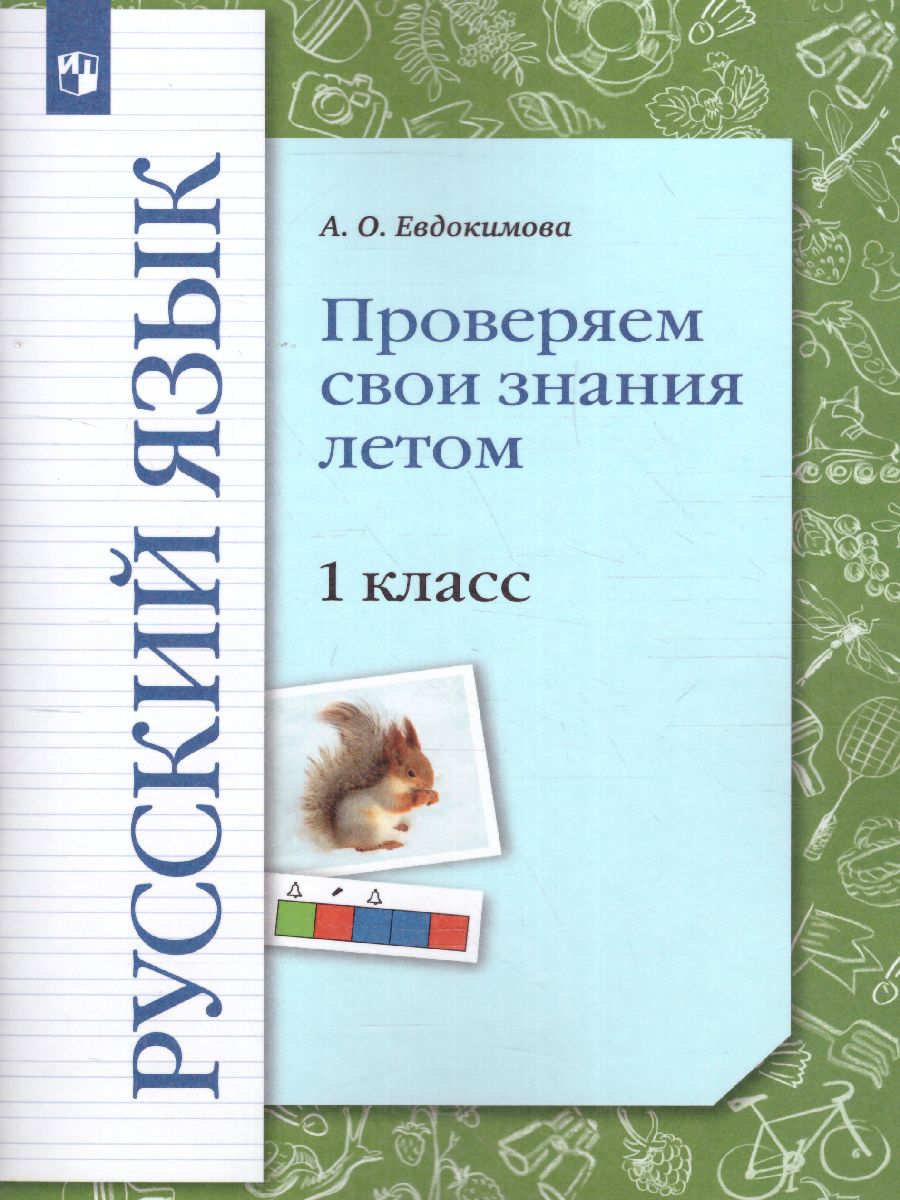 ИП
РУССКИЙ ЯЗЫК
А. О. Евдокимова
Проверяем
свои знания
летом
1 класс